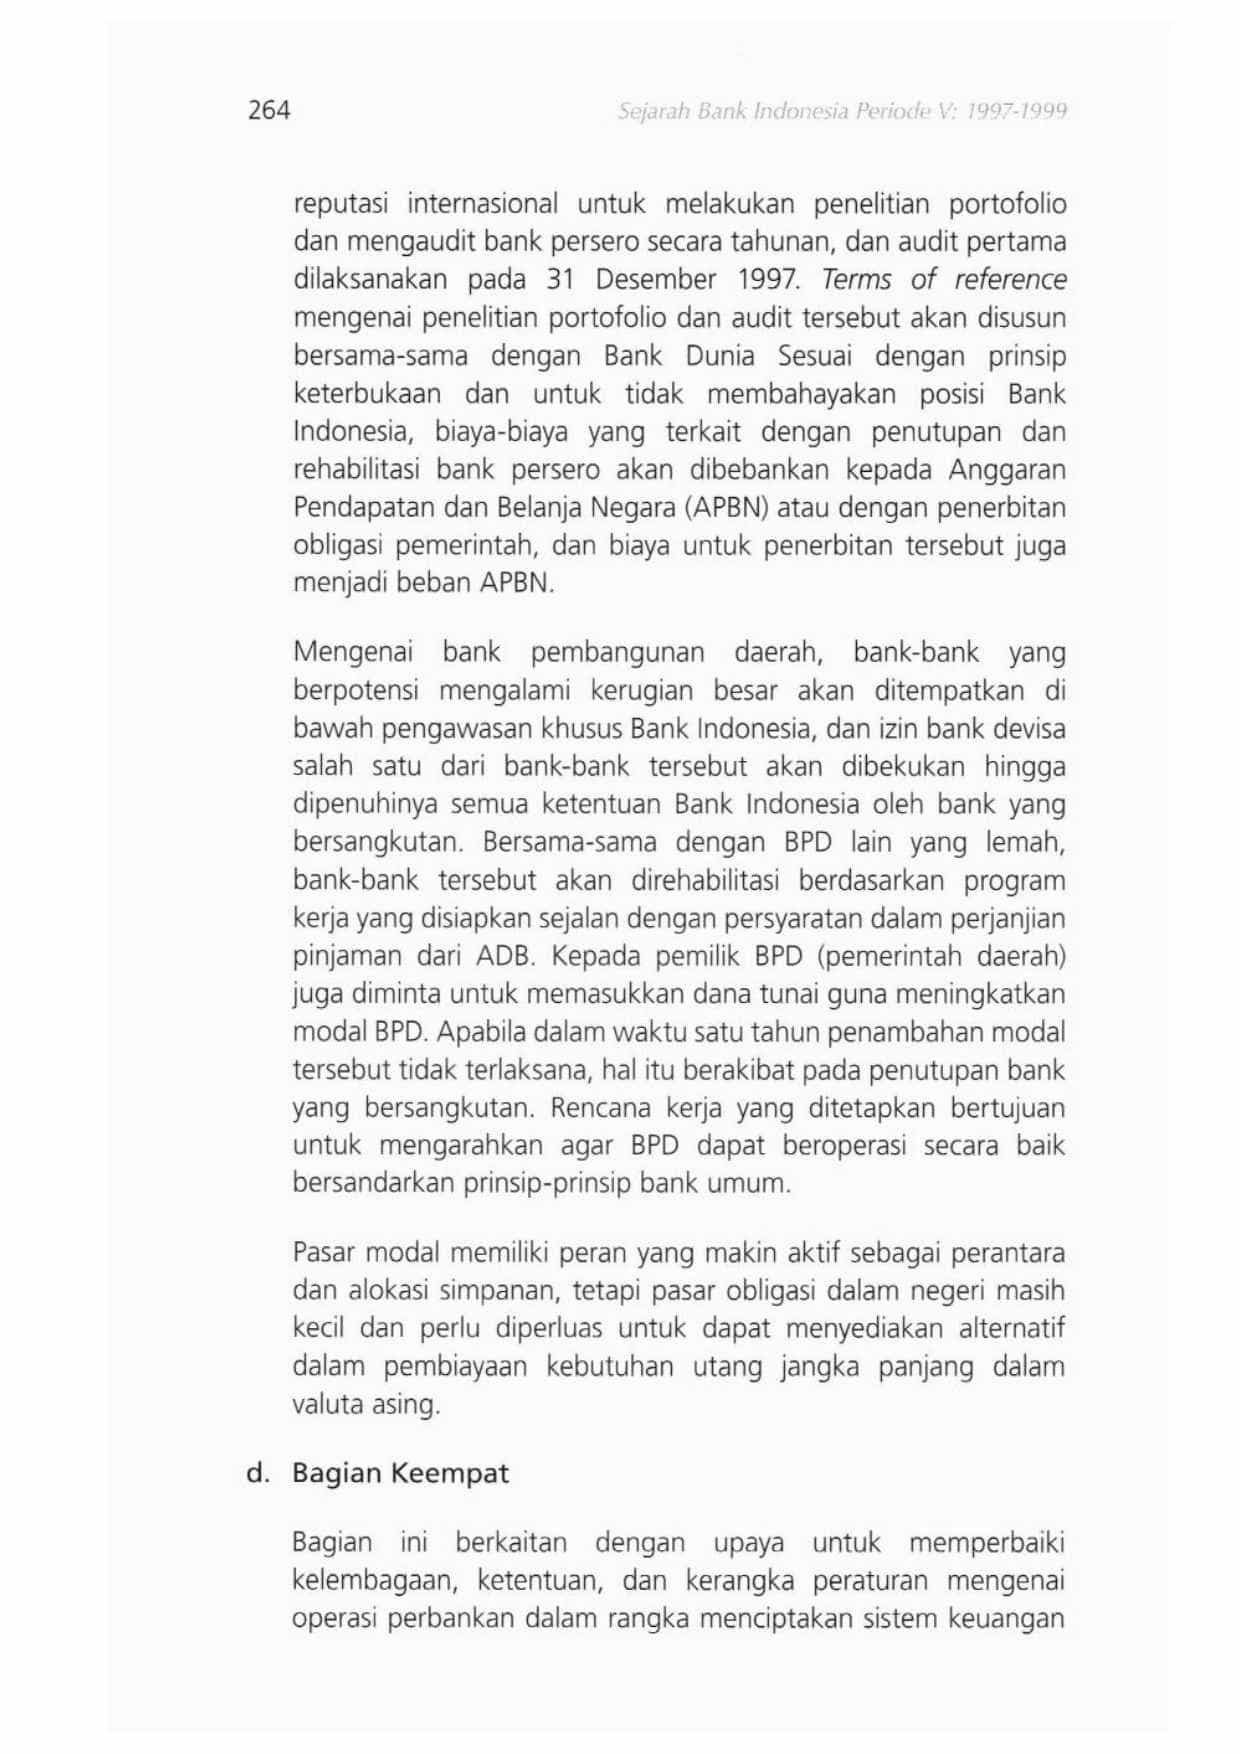 264
Sejarah Bank Indonesia Periode V: 1997-1999
reputasi internasional untuk melakukan penelitian portofolio
dan mengaudit bank persero secara tahunan, dan audit pertama
dilaksanakan pada 31 Desember 1997. Terms of reference
mengenai penelitian portofolio dan audit tersebut akan disusun
bersama-sama dengan Bank Dunia Sesuai dengan prinsip
keterbukaan dan untuk tidak membahayakan posisi Bank
Indonesia, biaya-biaya yang terkait dengan penutupan dan
rehabilitasi bank persero akan dibebankan kepada Anggaran
Pendapatan dan Belanja Negara (APBN) atau dengan penerbitan
obligasi pemerintah, dan biaya untuk penerbitan tersebut juga
menjadi beban APBN.
Mengenai bank pembangunan daerah, bank-bank yang
berpotensi mengalami kerugian besar akan ditempatkan di
bawah pengawasan khusus Bank Indonesia, dan izin bank devisa
salah satu dari bank-bank tersebut akan dibekukan hingga
dipenuhinya semua ketentuan Bank Indonesia oleh bank yang
bersangkutan. Bersama-sama dengan BPD lain yang lemah,
bank-bank tersebut akan direhabilitasi berdasarkan program
kerja yang disiapkan sejalan dengan persyaratan dalam perjanjian
pinjaman dari ADB. Kepada pemilik BPD (pemerintah daerah)
juga diminta untuk memasukkan dana tunai guna meningkatkan
modal BPD. Apabila dalam waktu satu tahun penambahan modal
tersebut tidak terlaksana, hal itu berakibat pada penutupan bank
yang bersangkutan. Rencana kerja yang ditetapkan bertujuan
untuk mengarahkan agar BPD dapat beroperasi secara baik
bersandarkan prinsip-prinsip bank umum.
Pasar modal memiliki peran yang makin aktif sebagai perantara
dan alokasi simpanan, tetapi pasar obligasi dalam negeri masih
kecil dan perlu diperluas untuk dapat menyediakan alternatif
dalam pembiayaan kebutuhan utang jangka panjang dalam
valuta asing.
d. Bagian Keempat
Bagian ini berkaitan dengan upaya untuk memperbaiki
kelembagaan, ketentuan, dan kerangka peraturan mengenai
operasi perbankan dalam rangka menciptakan sistem keuangan